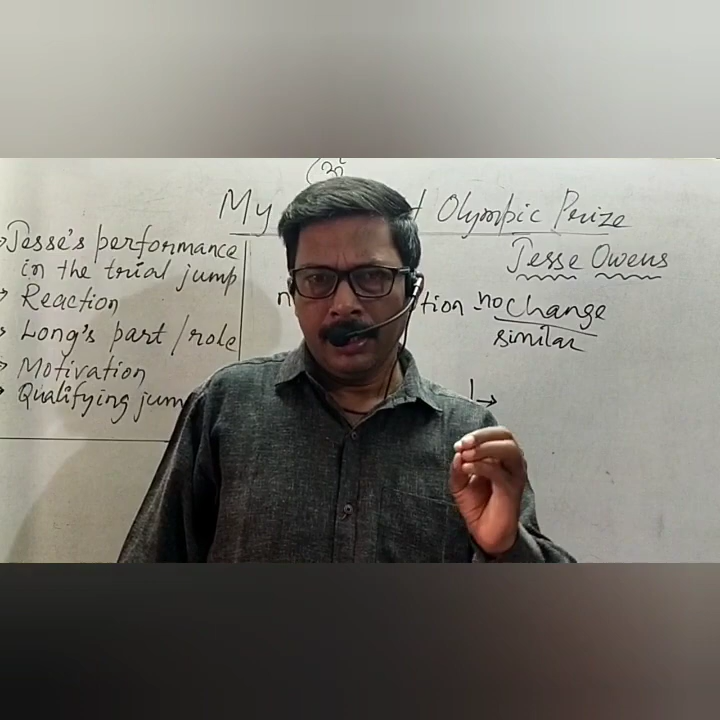 ॐ
My t Olympic Prize
Jesse Owens
Jesse's performance
in the trial jump
→ Reaction
→ Long's part/role
→ Motivation
→ Qualifying jum
n tion - no change
similar